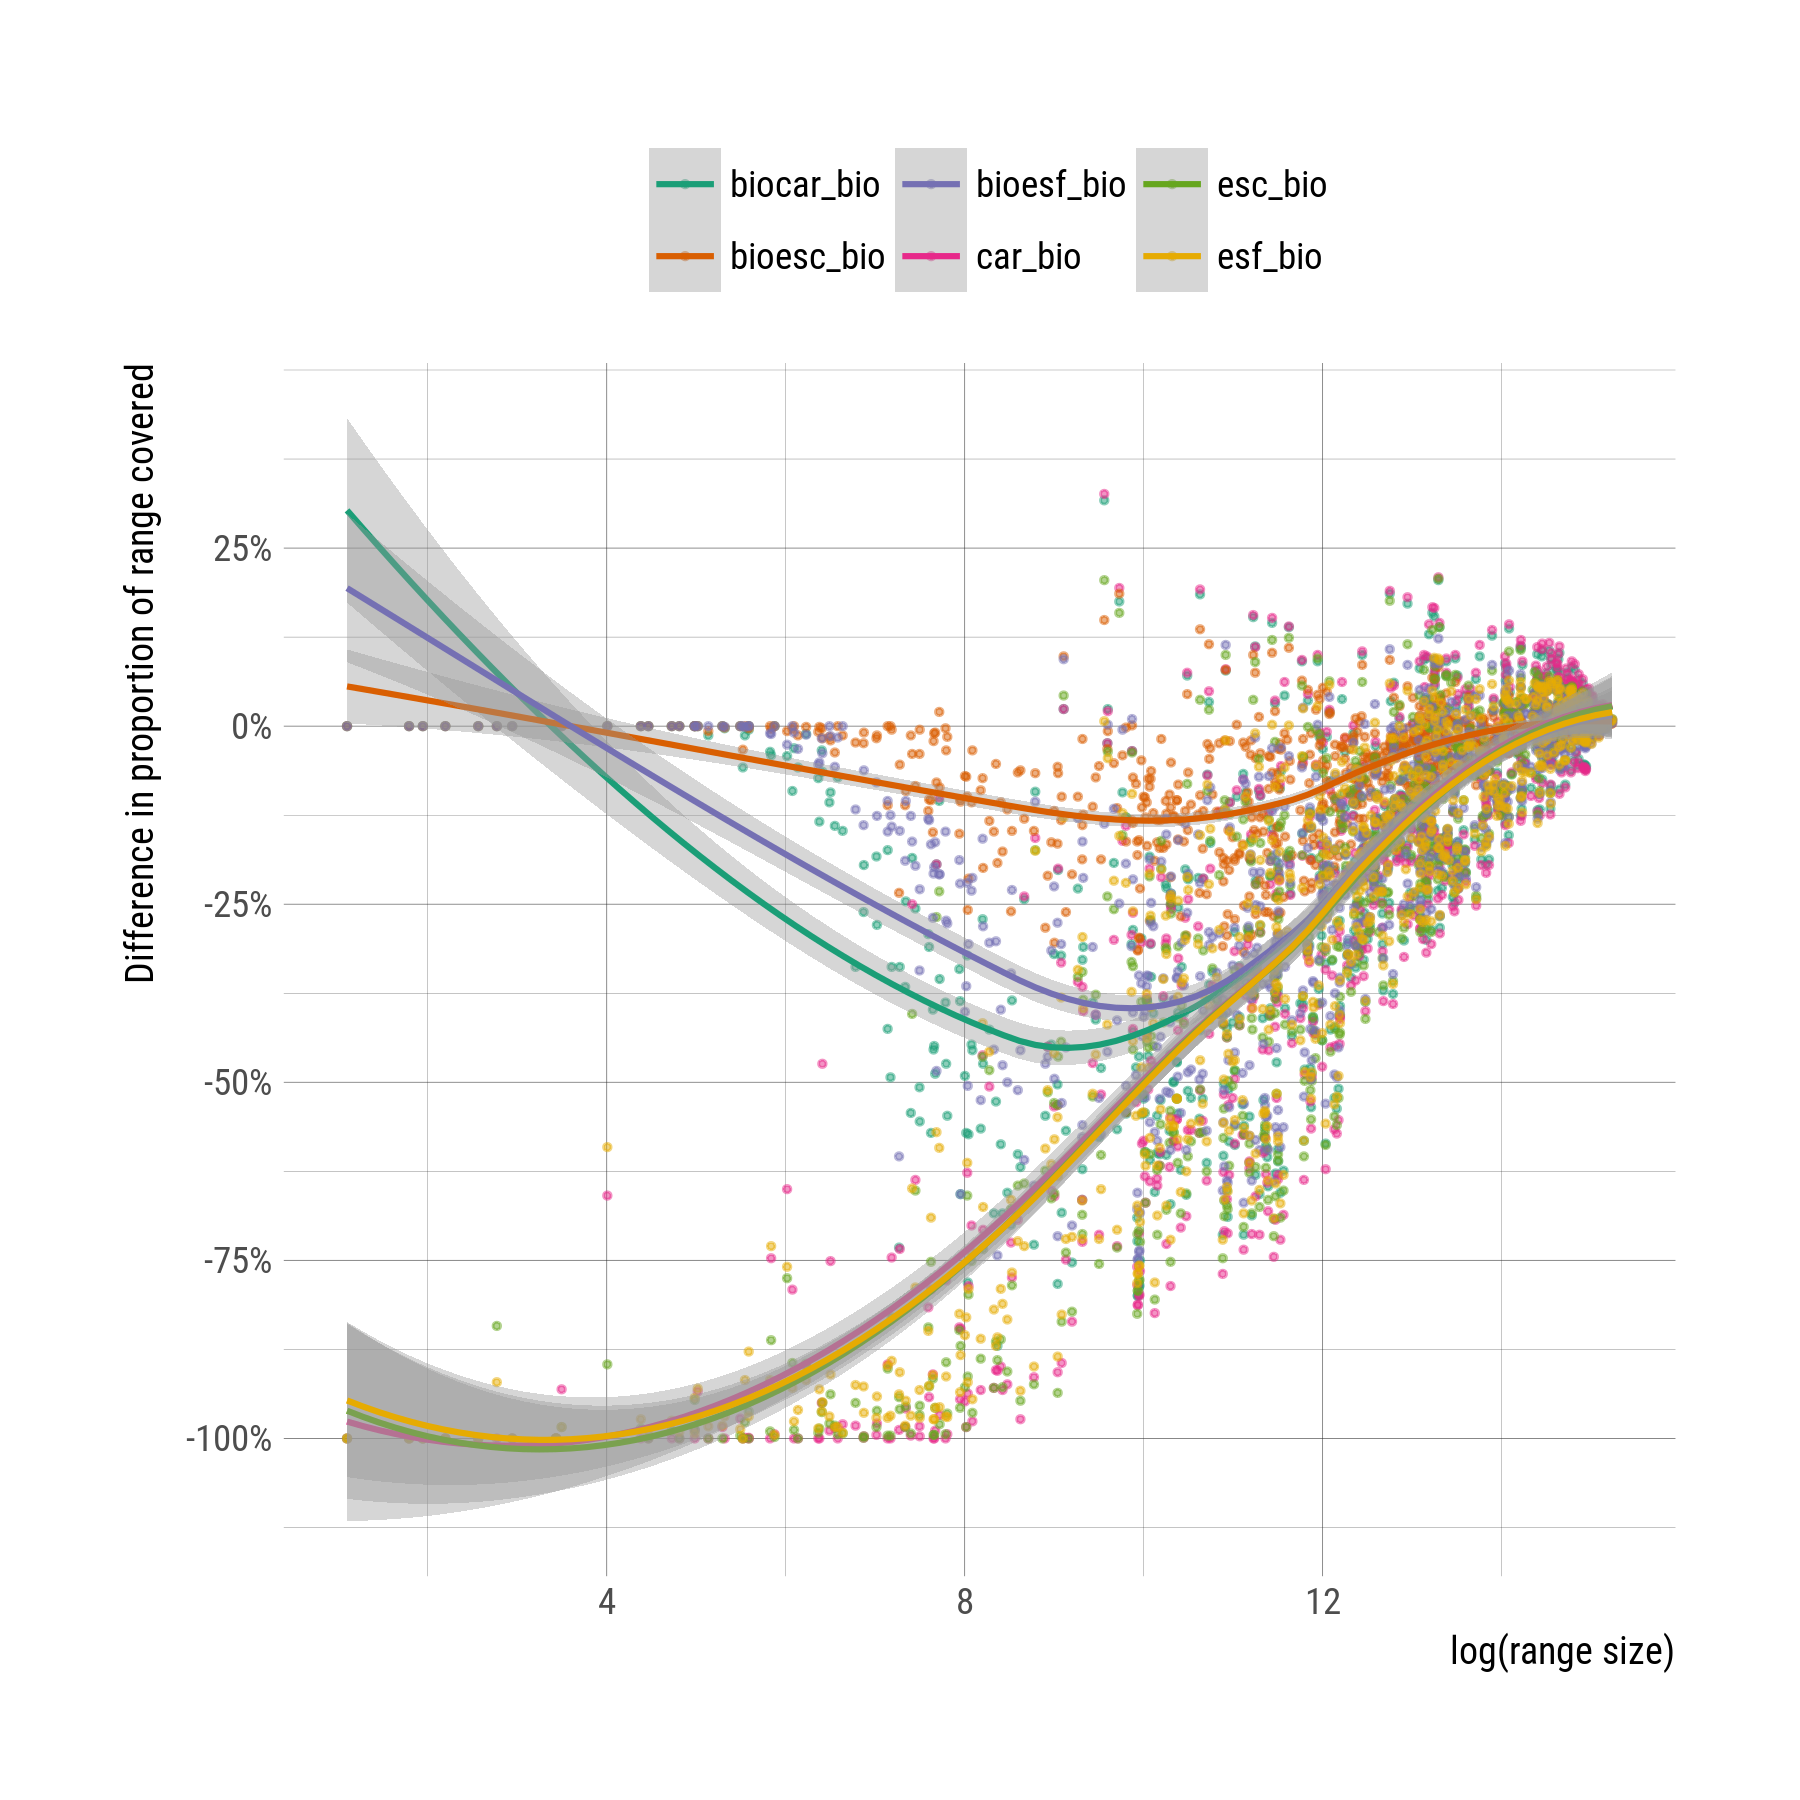 biocar_bio bioesf_bio esc_bio
bioesc_bio car_bio esf_bio
Difference in proportion of range covered
25%
0%
-25%
-50%
-75%
-100%
4 8 12
log(range size)